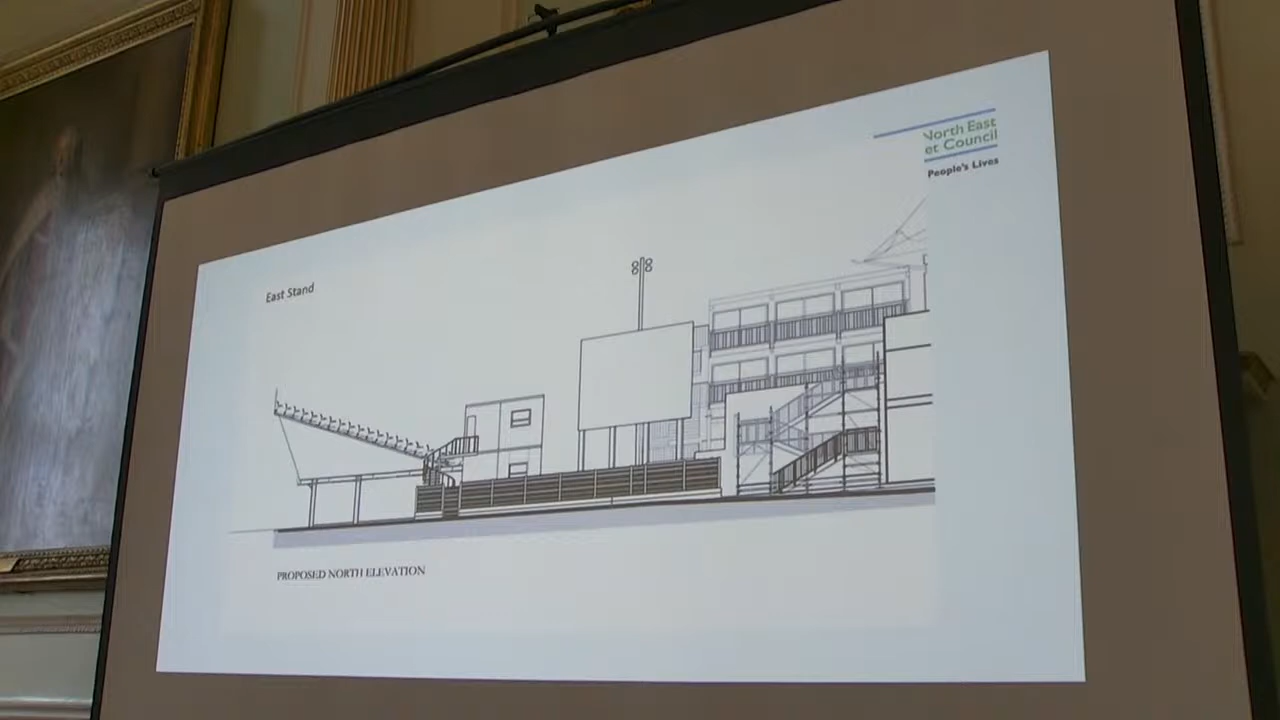 North East
et Council
People's Lives
East Stand
PROPOSED NORTH ELEVATION